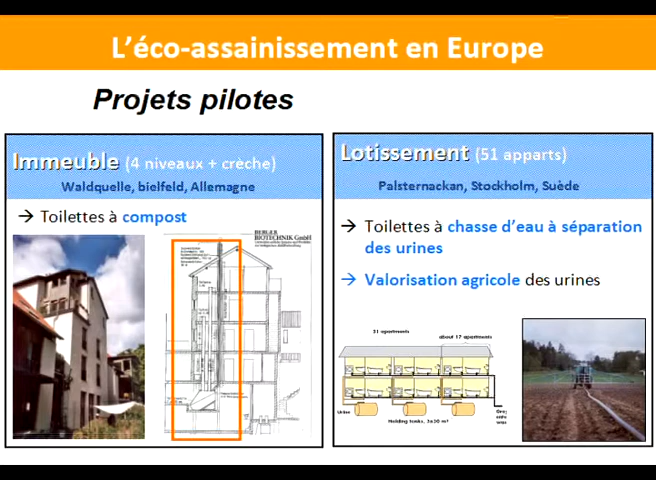 L'éco-assainissement en Europe
Projets pilotes
Immeuble (4 niveaux + crèche)
Waldquelle, bielfeld, Allemagne
→ Toilettes à compost
BERGER
BIOTECHNIK GmbH
Lotissement (51 apparts)
Palsternackan, Stockholm, Suède
→ Toilettes à chasse d'eau à séparation
des urines
→ Valorisation agricole des urines
51 apartments
about 17 apartments
Urine
Holding tanks, 3x30 m³